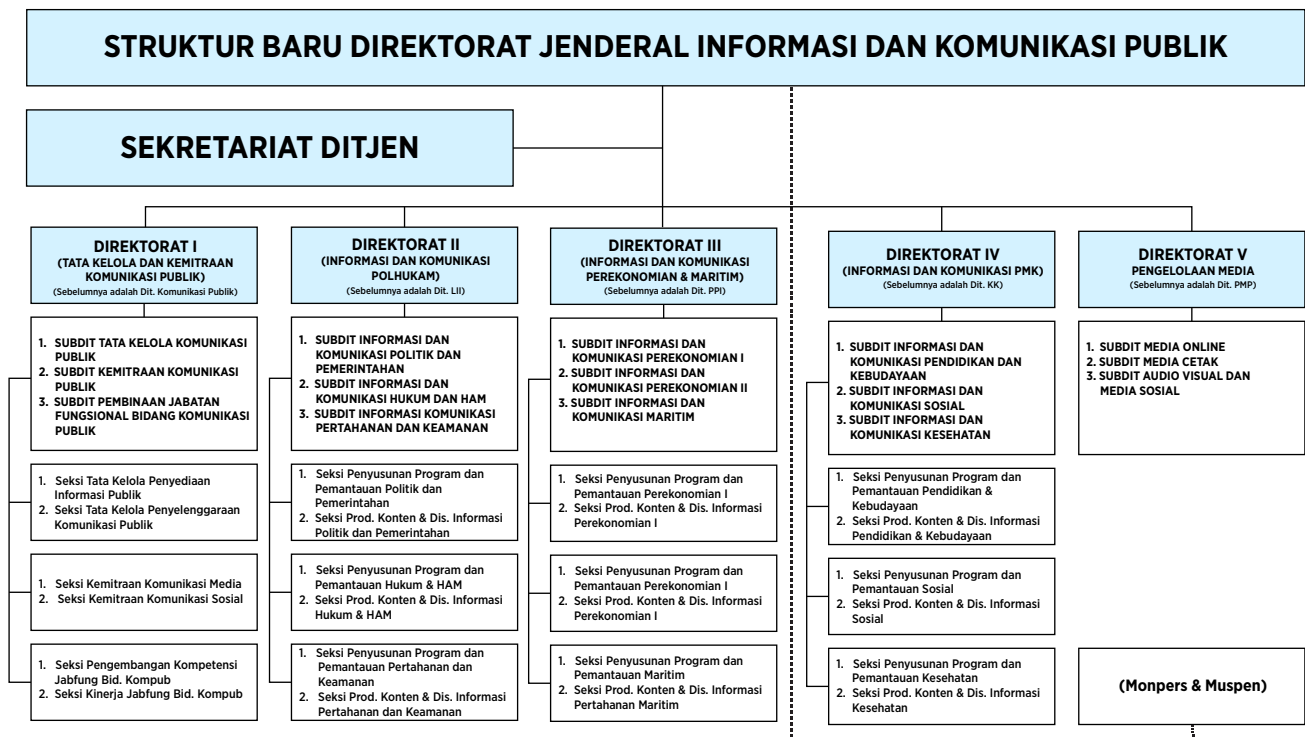 STRUKTUR BARU DIREKTORAT JENDERAL INFORMASI DAN KOMUNIKASI PUBLIK
SEKRETARIAT DITJEN
DIREKTORAT I
(TATA KELOLA DAN KEMITRAAN
KOMUNIKASI PUBLIK)
(Sebelumnya adalah Dit. Komunikasi Publik)
1. SUBDIT TATA KELOLA KOMUNIKASI
PUBLIK
2. SUBDIT KEMITRAAN KOMUNIKASI
PUBLIK
3. SUBDIT PEMBINAAN JABATAN
FUNGSIONAL BIDANG KOMUNIKASI
PUBLIK
1. Seksi Tata Kelola Penyediaan
Informasi Publik
2. Seksi Tata Kelola Penyelenggaraan
Komunikasi Publik
1. Seksi Kemitraan Komunikasi Media
2. Seksi Kemitraan Komunikasi Sosial
1. Seksi Pengembangan Kompetensi
Jabfung Bid. Kompub
2. Seksi Kinerja Jabfung Bid. Kompub
DIREKTORAT II
(INFORMASI DAN KOMUNIKASI
POLHUKAM)
(Sebelumnya adalah Dit. LII)
1. SUBDIT INFORMASI DAN
KOMUNIKASI POLITIK DAN
PEMERINTAHAN
2. SUBDIT INFORMASI DAN
KOMUNIKASI HUKUM DAN HAM
3. SUBDIT INFORMASI KOMUNIKASI
PERTAHANAN DAN KEAMANAN
1. Seksi Penyusunan Program dan
Pemantauan Politik dan
Pemerintahan
2. Seksi Prod. Konten & Dis. Informasi
Politik dan Pemerintahan
1. Seksi Penyusunan Program dan
Pemantauan Hukum & HAM
2. Seksi Prod. Konten & Dis. Informasi
Hukum & HAM
1. Seksi Penyusunan Program dan
Pemantauan Pertahanan dan
Keamanan
2. Seksi Prod. Konten & Dis. Informasi
Pertahanan dan Keamanan
DIREKTORAT III
(INFORMASI DAN KOMUNIKASI
PEREKONOMIAN & MARITIM)
(Sebelumnya adalah Dit. PPI)
1. SUBDIT INFORMASI DAN
KOMUNIKASI PEREKONOMIAN I
2. SUBDIT INFORMASI DAN
KOMUNIKASI PEREKONOMIAN II
3. SUBDIT INFORMASI DAN
KOMUNIKASI MARITIM
1. Seksi Penyusunan Program dan
Pemantauan Perekonomian I
2. Seksi Prod. Konten & Dis. Informasi
Perekonomian I
1. Seksi Penyusunan Program dan
Pemantauan Perekonomian I
2. Seksi Prod. Konten & Dis. Informasi
Perekonomian I
1. Seksi Penyusunan Program dan
Pemantauan Maritim
2. Seksi Prod. Konten & Dis. Informasi
Pertahanan Maritim
DIREKTORAT IV
(INFORMASI DAN KOMUNIKASI PMK)
(Sebelumnya adalah Dit. KK)
1. SUBDIT INFORMASI DAN
KOMUNIKASI PENDIDIKAN DAN
KEBUDAYAAN
2. SUBDIT INFORMASI DAN
KOMUNIKASI SOSIAL
3. SUBDIT INFORMASI DAN
KOMUNIKASI KESEHATAN
1. Seksi Penyusunan Program dan
Pemantauan Pendidikan &
Kebudayaan
2. Seksi Prod. Konten & Dis. Informasi
Pendidikan & Kebudayaan
1. Seksi Penyusunan Program dan
Pemantauan Sosial
2. Seksi Prod. Konten & Dis. Informasi
Sosial
1. Seksi Penyusunan Program dan
Pemantauan Kesehatan
2. Seksi Prod. Konten & Dis. Informasi
Kesehatan
DIREKTORAT V
PENGELOLAAN MEDIA
(Sebelumnya adalah Dit. PMP)
1. SUBDIT MEDIA ONLINE
2. SUBDIT MEDIA CETAK
3. SUBDIT AUDIO VISUAL DAN
MEDIA SOSIAL
(Monpers & Muspen)